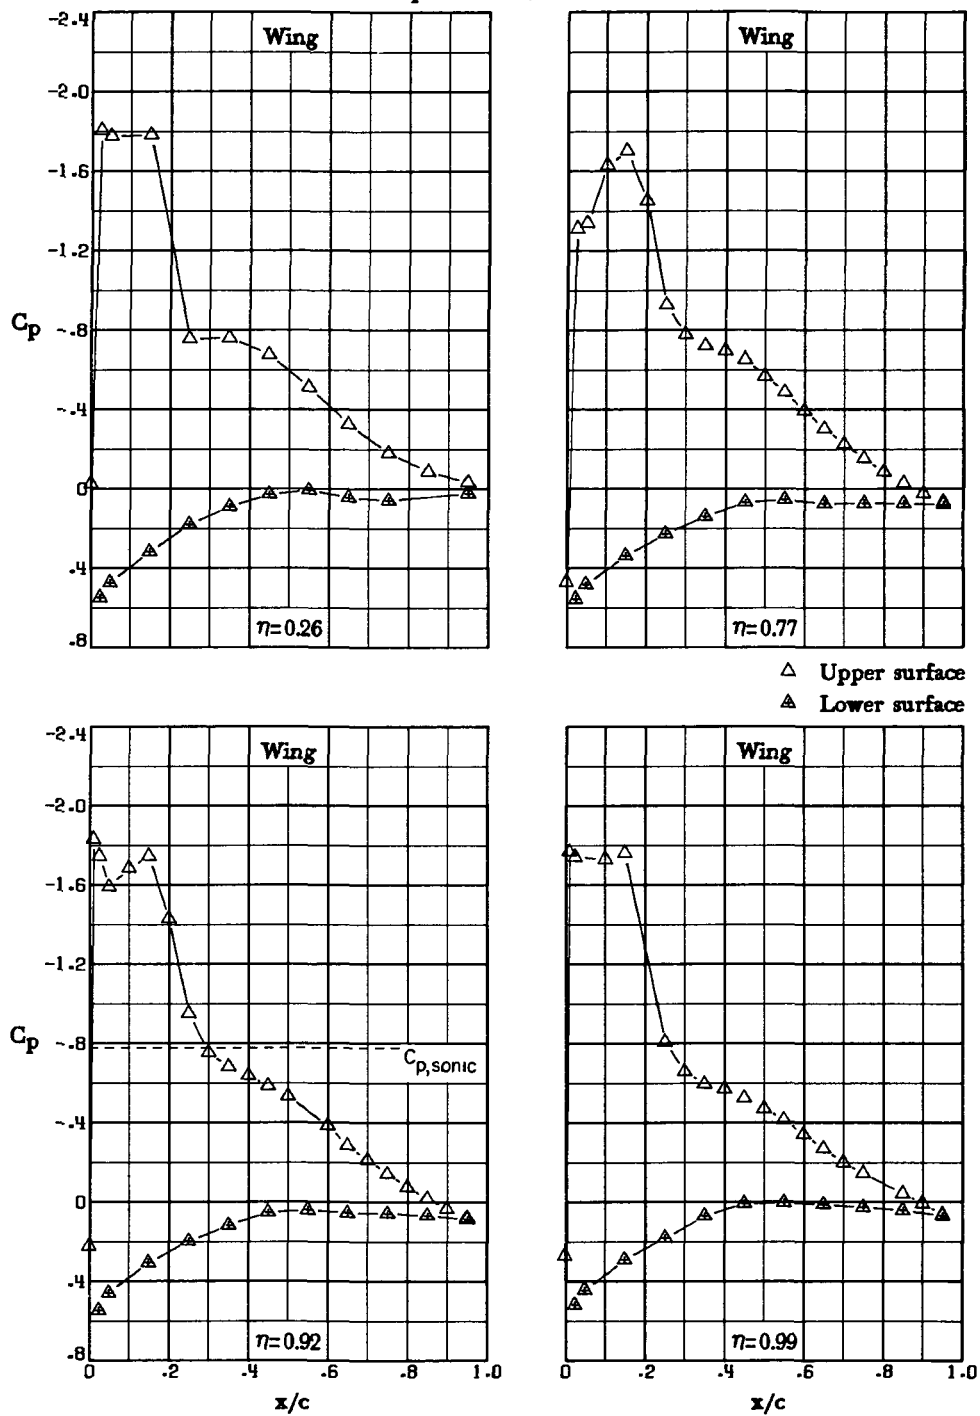 Wing
Wing
-2.4
-2.0
-1.6
-1.2
-.8
-.4
0
.4
.8
Cp
η=0.26
η=0.77
Upper surface
Lower surface
Wing
Wing
-2.4
-2.0
-1.6
-1.2
-.8
-.4
0
.4
.8
Cp
Cp,sonic
η=0.92
η=0.99
0 .2 .4 .6 .8 1.0
0 .2 .4 .6 .8 1.0
x/c
x/c